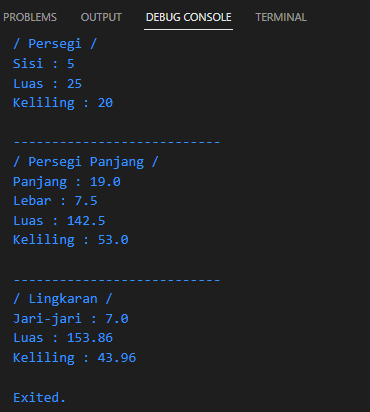 PROBLEMS OUTPUT DEBUG CONSOLE TERMINAL
/ Persegi /
Sisi : 5
Luas : 25
Keliling : 20
---------------------------
/ Persegi Panjang /
Panjang : 19.0
Lebar : 7.5
Luas : 142.5
Keliling : 53.0
---------------------------
/ Lingkaran /
Jari-jari : 7.0
Luas : 153.86
Keliling : 43.96
Exited.